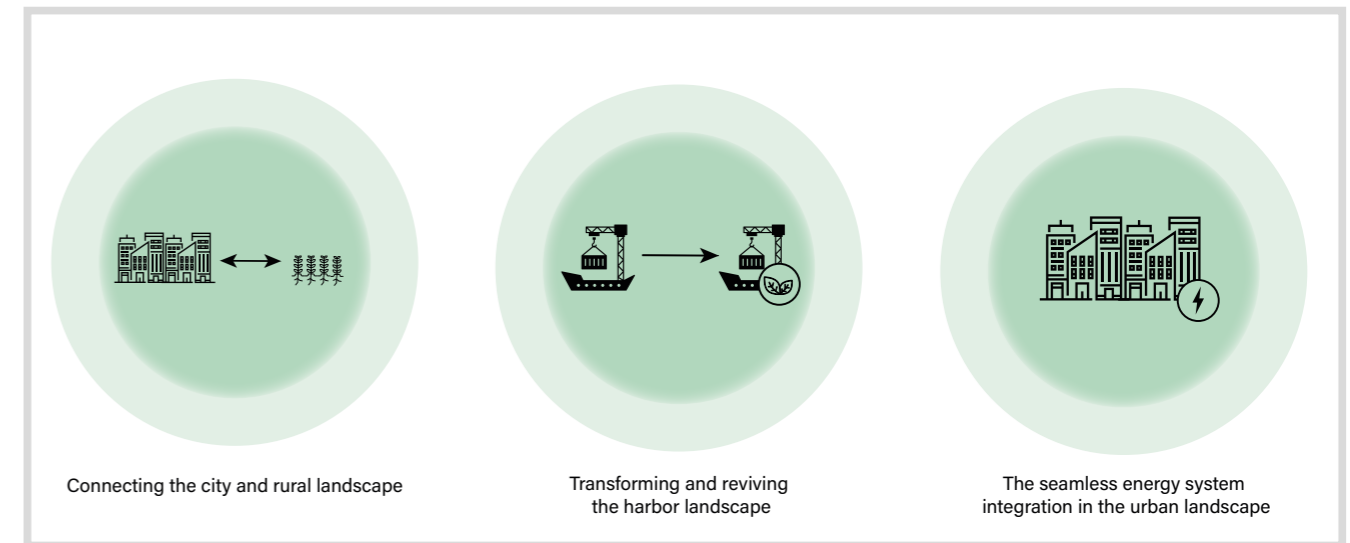 Connecting the city and rural landscape
Transforming and reviving
the harbor landscape
The seamless energy system
integration in the urban landscape